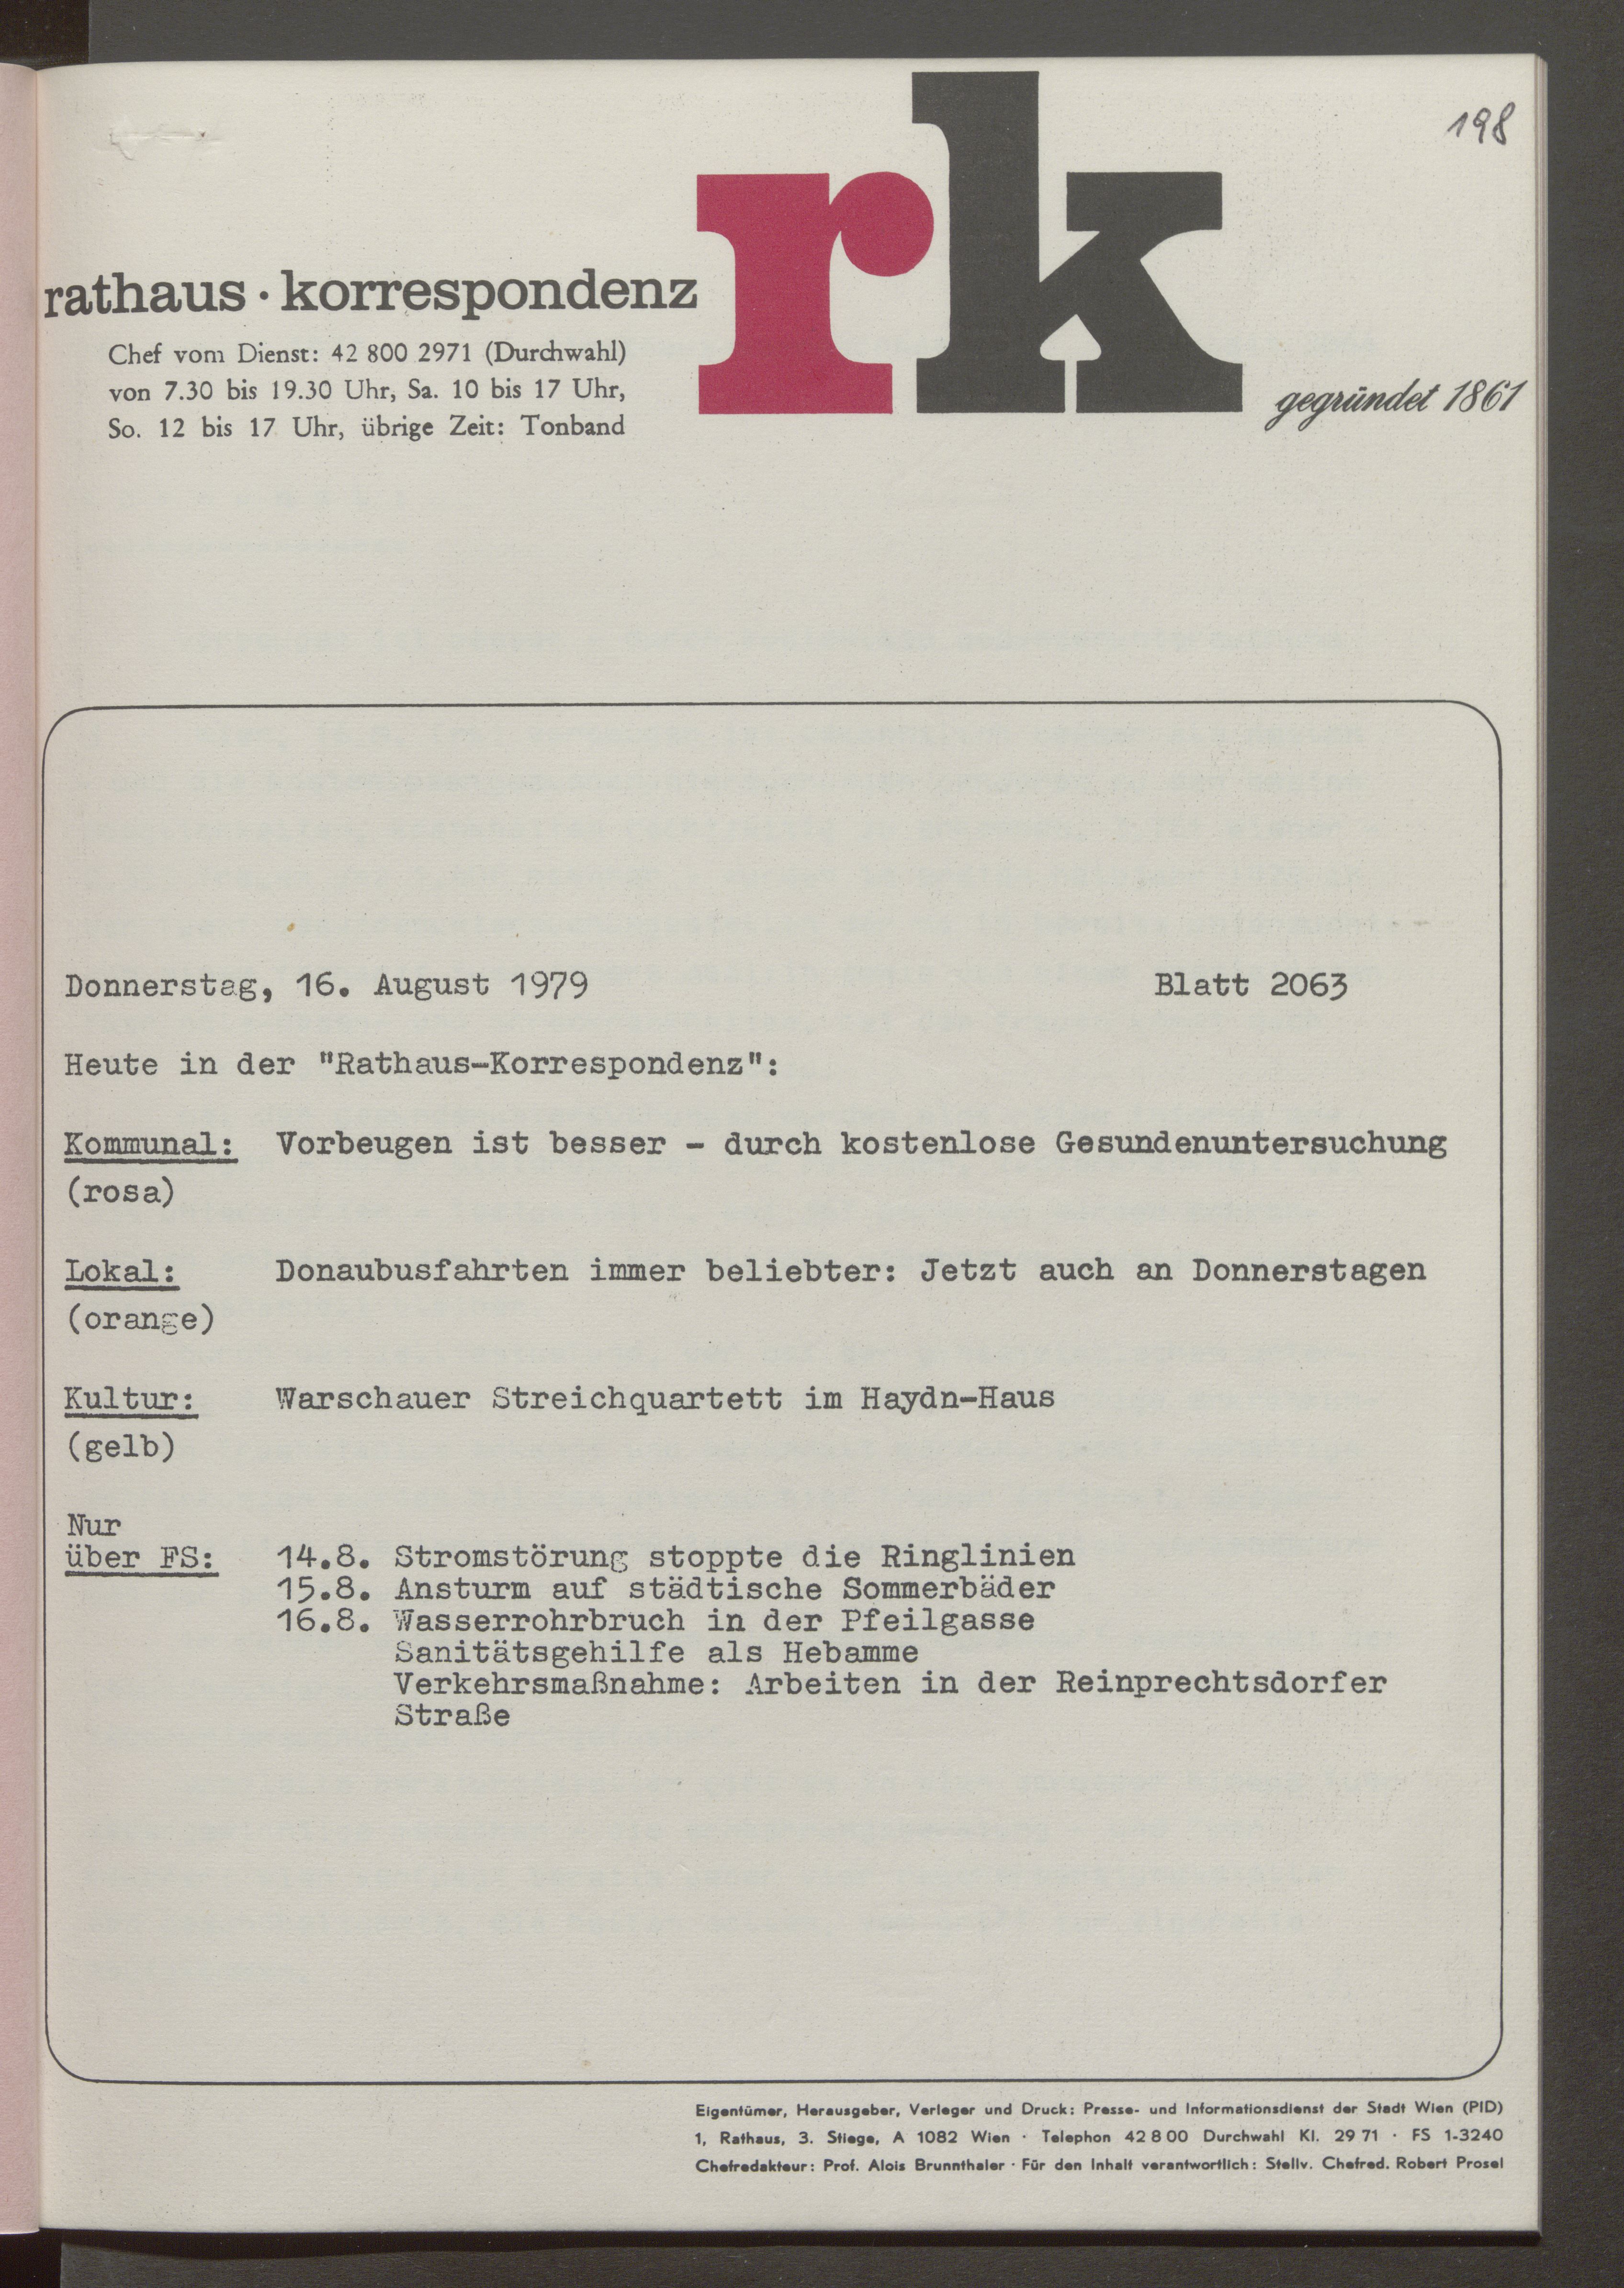 198
rk
rathaus · korrespondenz
gegründet 1861
Chef vom Dienst: 42 800 2971 (Durchwahl)
von 7.30 bis 19.30 Uhr, Sa. 10 bis 17 Uhr,
So. 12 bis 17 Uhr, übrige Zeit: Tonband
Donnerstag, 16. August 1979 Blatt 2063
Heute in der "Rathaus-Korrespondenz":
Kommunal: Vorbeugen ist besser - durch kostenlose Gesundenuntersuchung
(rosa)
Lokal: Donaubusfahrten immer beliebter: Jetzt auch an Donnerstagen
(orange)
Kultur: Warschauer Streichquartett im Haydn-Haus
(gelb)
Nur
über FS: 14.8. Stromstörung stoppte die Ringlinien
15.8. Ansturm auf städtische Sommerbäder
16.8. Wasserrohrbruch in der Pfeilgasse
Sanitätsgehilfe als Hebamme
Verkehrsmaßnahme: Arbeiten in der Reinprechtsdorfer
Straße
Eigentümer, Herausgeber, Verleger und Druck: Presse- und Informationsdienst der Stadt Wien (PID)
1, Rathaus, 3. Stiege, A 1082 Wien · Telephon 42 8 00 Durchwahl Kl. 29 71 · FS 1-3240
Chefredakteur: Prof. Alois Brunnthaler · Für den Inhalt verantwortlich: Stellv. Chefred. Robert Prosel